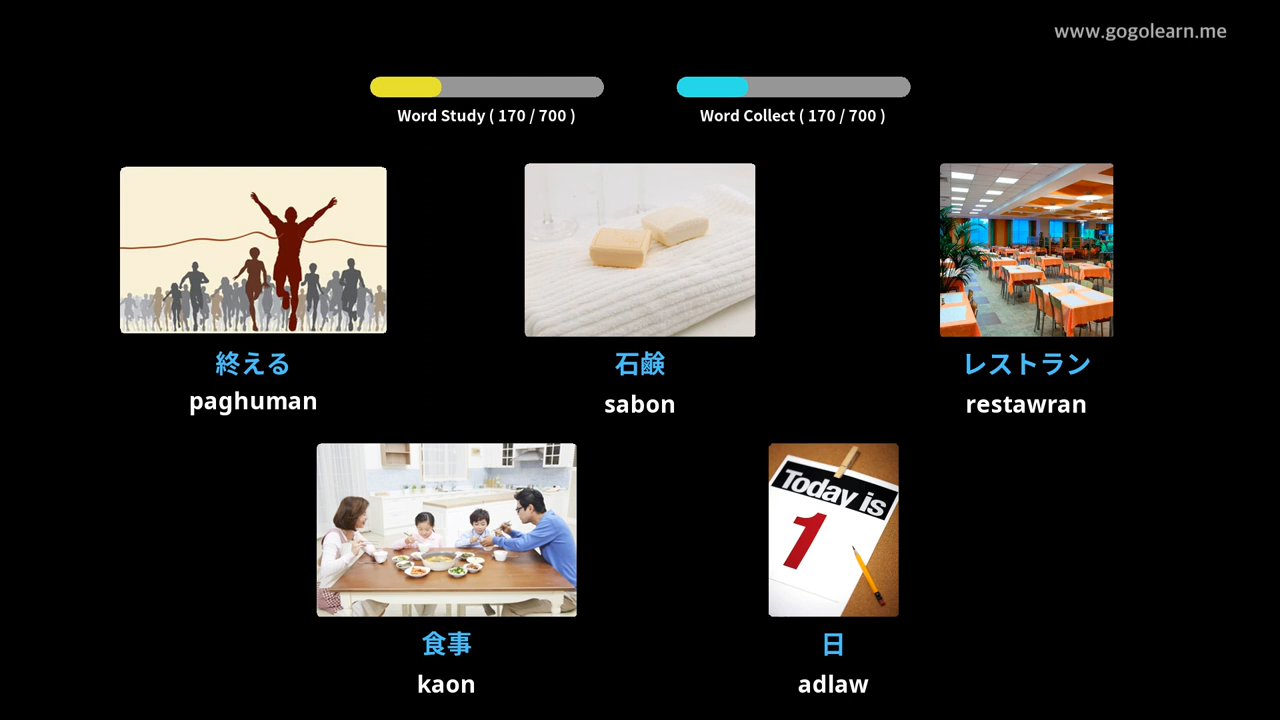 www.gogolearn.me
Word Study ( 170 / 700 )
Word Collect ( 170 / 700 )
終える
paghuman
石鹸
sabon
レストラン
restawran
Today is
1
食事
kaon
日
adlaw